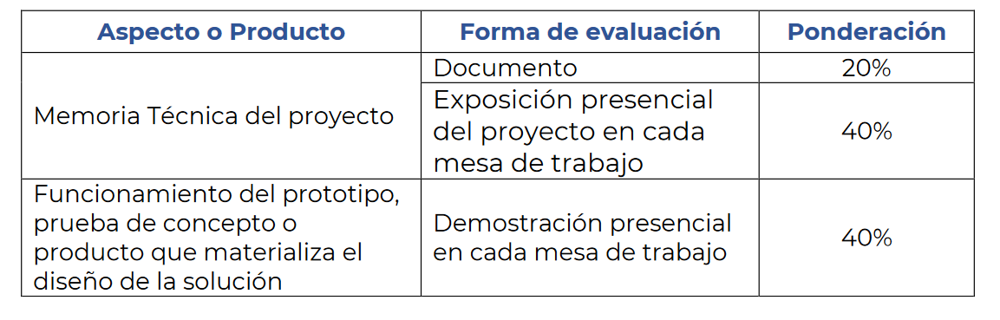 Aspecto o Producto
Forma de evaluación
Ponderación
Memoria Técnica del proyecto
Documento
20%
Exposición presencial
del proyecto en cada
mesa de trabajo
40%
Funcionamiento del prototipo,
prueba de concepto o
producto que materializa el
diseño de la solución
Demostración presencial
en cada mesa de trabajo
40%